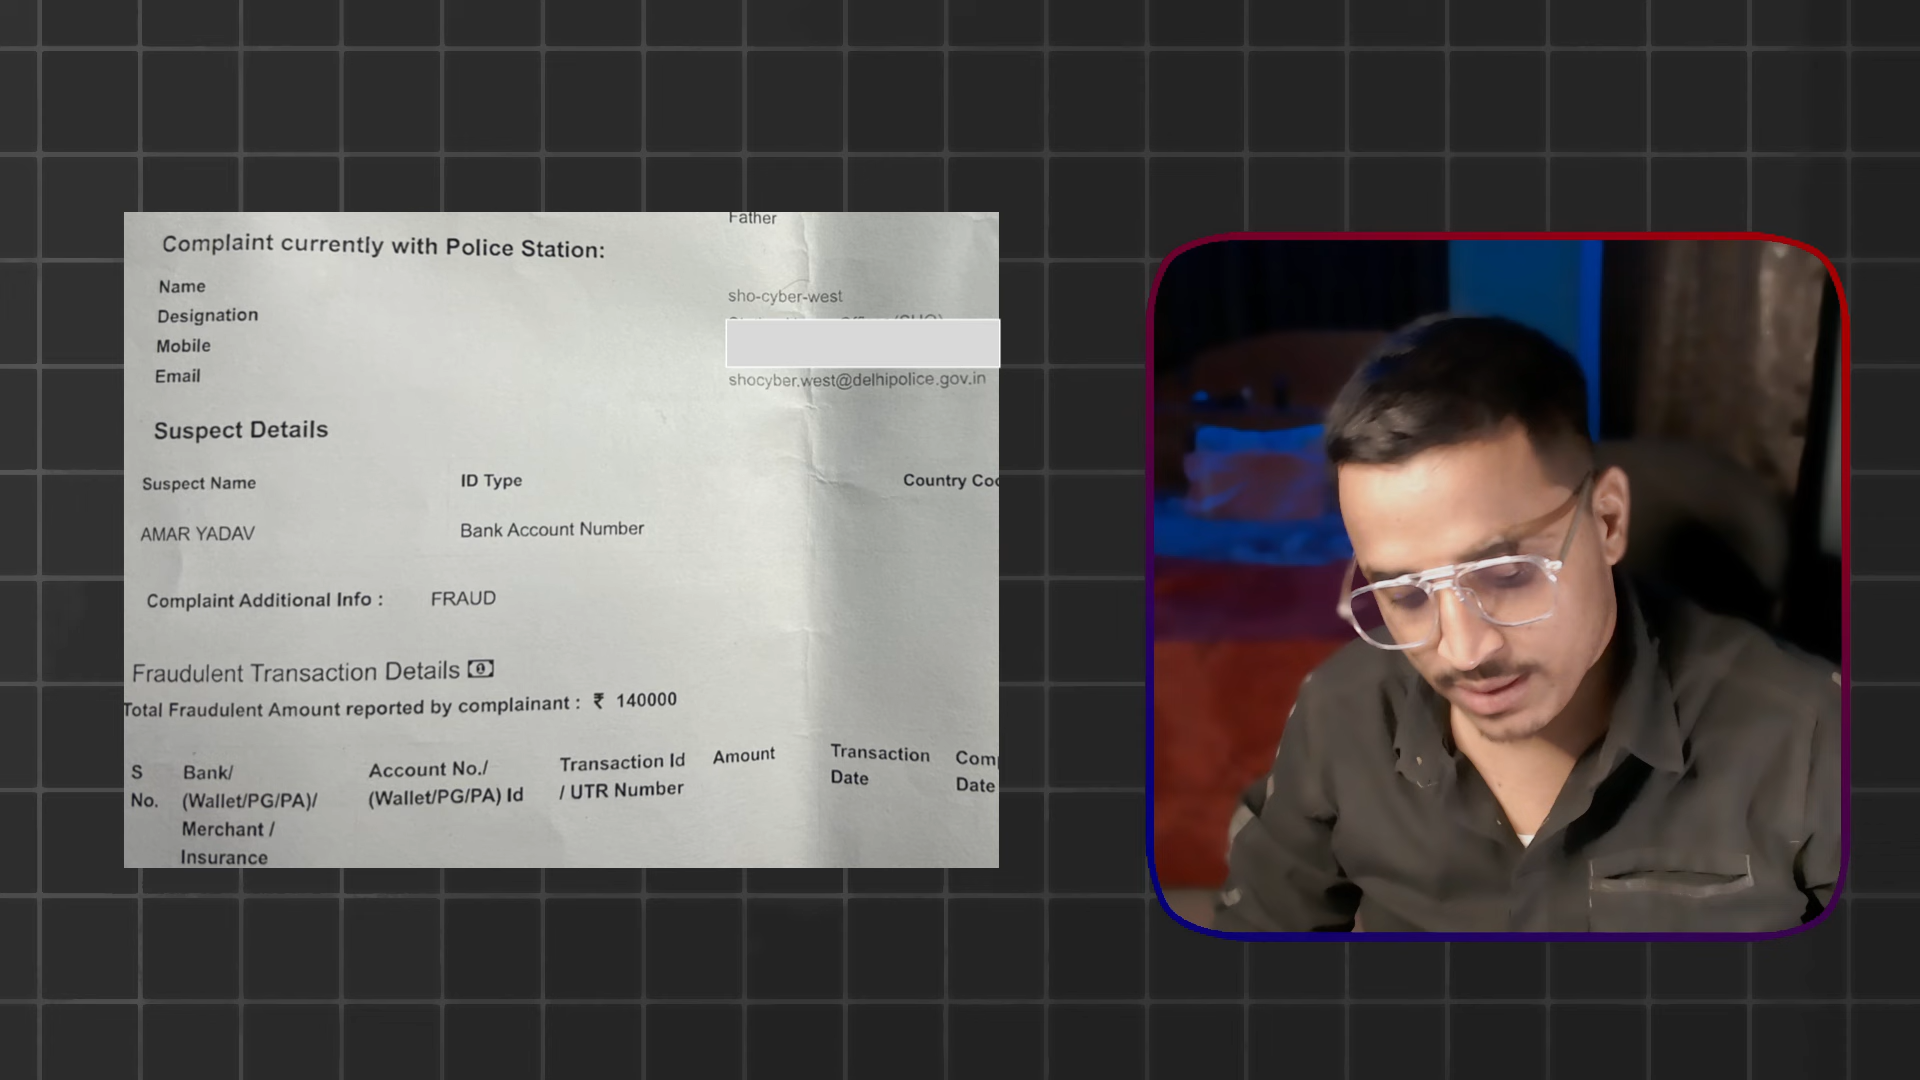 Father
Complaint currently with Police Station:
Name
sho-cyber-west
Designation
Mobile
Email
shocyber.west@delhipolice.gov.in
Suspect Details
Suspect Name ID Type Country
AMAR YADAV Bank Account Number
Complaint Additional Info : FRAUD
Fraudulent Transaction Details
Total Fraudulent Amount reported by complainant : ₹ 140000
S Bank/ Account No./ Transaction Id Amount Transaction
No. (Wallet/PG/PA)/ (Wallet/PG/PA) Id / UTR Number Date Date
Merchant /
Insurance